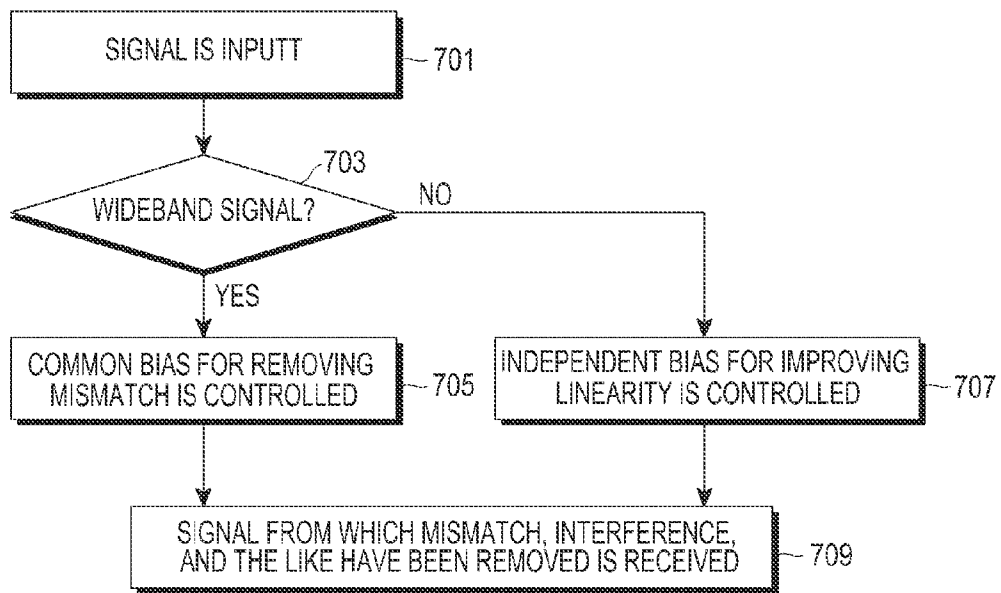 SIGNAL IS INPUTT
701
703
WIDEBAND SIGNAL?
NO
YES
COMMON BIAS FOR REMOVING
MISMATCH IS CONTROLLED
705
INDEPENDENT BIAS FOR IMPROVING
LINEARITY IS CONTROLLED
707
SIGNAL FROM WHICH MISMATCH, INTERFERENCE,
AND THE LIKE HAVE BEEN REMOVED IS RECEIVED
709